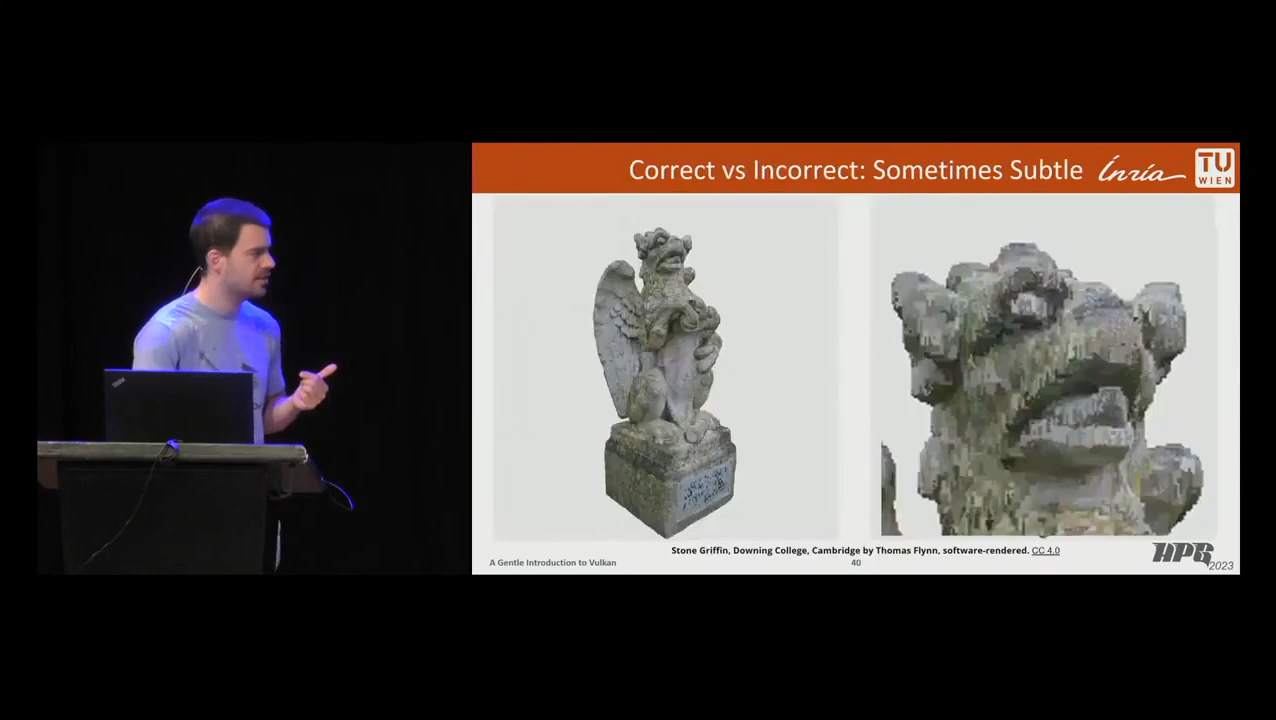 Correct vs Incorrect: Sometimes Subtle
Inria
TU
WIEN
Stone Griffin, Downing College, Cambridge by Thomas Flynn, software-rendered. CC 4.0
A Gentle Introduction to Vulkan
40
HPG
2023